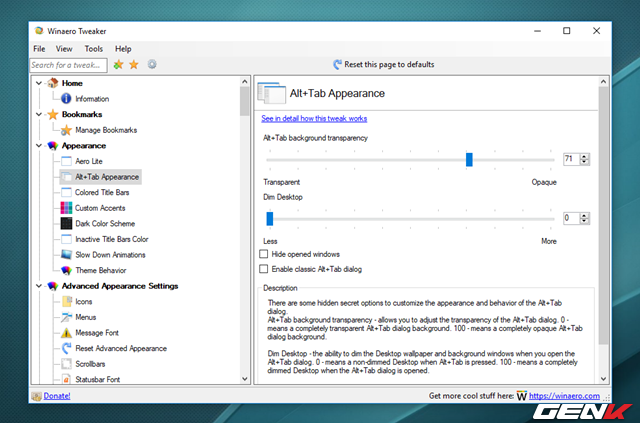 Winaero Tweaker
File View Tools Help
Search for a tweak...
Reset this page to defaults
Home
Information
Bookmarks
Manage Bookmarks
Appearance
Aero Lite
Alt+Tab Appearance
Colored Title Bars
Custom Accents
Dark Color Scheme
Inactive Title Bars Color
Slow Down Animations
Theme Behavior
Advanced Appearance Settings
Icons
Menus
Message Font
Reset Advanced Appearance
Scrollbars
Statusbar Font
Alt+Tab Appearance
See in detail how this tweak works
Alt+Tab background transparency
71
Transparent Opaque
Dim Desktop
0
Less More
Hide opened windows
Enable classic Alt+Tab dialog
Description
There are some hidden secret options to customize the appearance and behavior of the Alt+Tab
dialog.
Alt+Tab background transparency - allows you to adjust the transparency of the Alt+Tab dialog. 0 -
means a completely transparent Alt+Tab dialog background. 100 - means a completely opaque Alt+Tab
dialog background.
Dim Desktop - the ability to dim the Desktop wallpaper and background windows when you open the
Alt+Tab dialog. 0 - means a non-dimmed Desktop when Alt+Tab is pressed. 100 - means a completely
dimmed Desktop when the Alt+Tab dialog is opened.
Donate!
Get more cool stuff here: W https://winaero.com
GENK